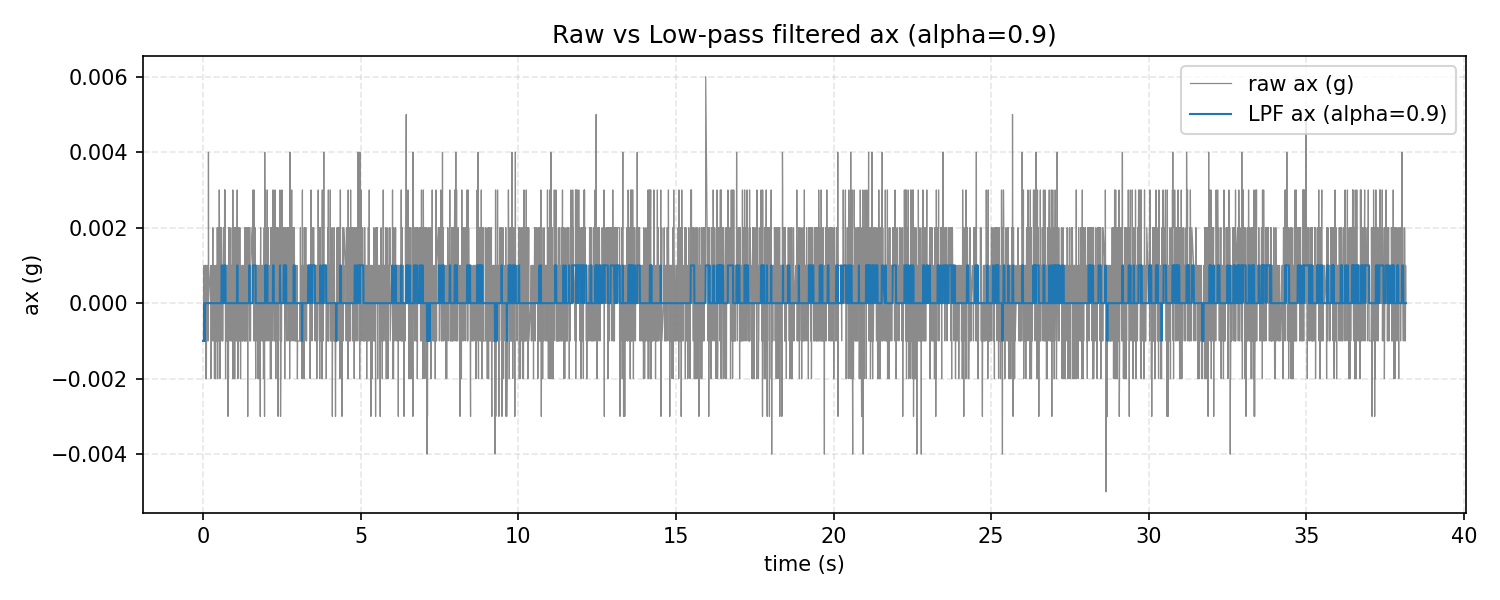 Raw vs Low-pass filtered ax (alpha=0.9)
raw ax (g)
LPF ax (alpha=0.9)
ax (g)
0.006
0.004
0.002
0.000
−0.002
−0.004
0 5 10 15 20 25 30 35 40
time (s)